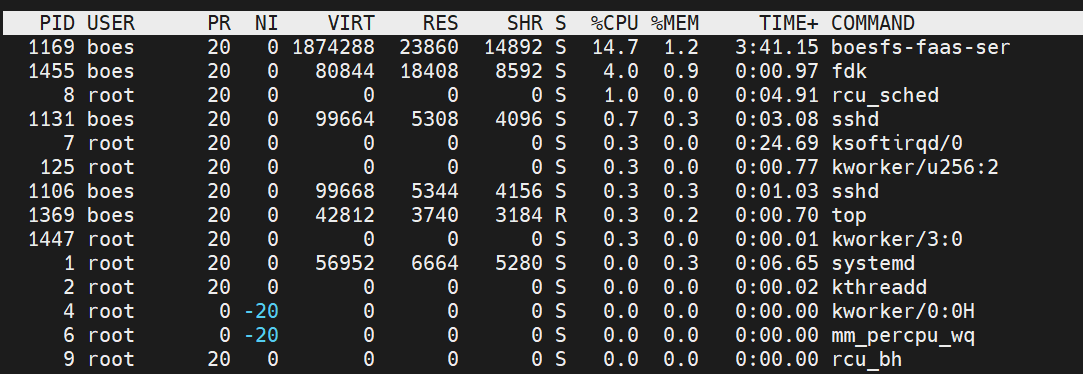 PID USER PR NI VIRT RES SHR S %CPU %MEM TIME+ COMMAND
1169 boes 20 0 1874288 23860 14892 S 14.7 1.2 3:41.15 boesfs-faas-ser
1455 boes 20 0 80844 18408 8592 S 4.0 0.9 0:00.97 fdk
8 root 20 0 0 0 0 S 1.0 0.0 0:04.91 rcu_sched
1131 boes 20 0 99664 5308 4096 S 0.7 0.3 0:03.08 sshd
7 root 20 0 0 0 0 S 0.3 0.0 0:24.69 ksoftirqd/0
125 root 20 0 0 0 0 S 0.3 0.0 0:00.77 kworker/u256:2
1106 boes 20 0 99668 5344 4156 S 0.3 0.3 0:01.03 sshd
1369 boes 20 0 42812 3740 3184 R 0.3 0.2 0:00.70 top
1447 root 20 0 0 0 0 S 0.3 0.0 0:00.01 kworker/3:0
1 root 20 0 56952 6664 5280 S 0.0 0.3 0:06.65 systemd
2 root 20 0 0 0 0 S 0.0 0.0 0:00.02 kthreadd
4 root 0 -20 0 0 0 S 0.0 0.0 0:00.00 kworker/0:0H
6 root 0 -20 0 0 0 S 0.0 0.0 0:00.00 mm_percpu_wq
9 root 20 0 0 0 0 S 0.0 0.0 0:00.00 rcu_bh